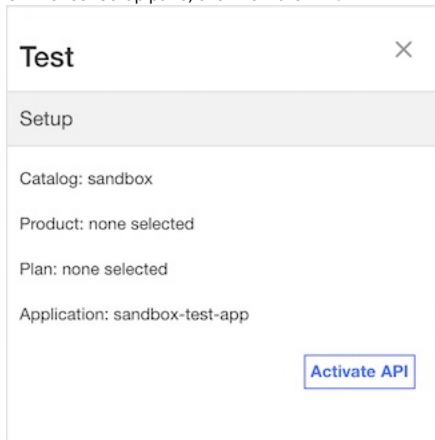 Test
Setup
Catalog: sandbox
Product: none selected
Plan: none selected
Application: sandbox-test-app
Activate API